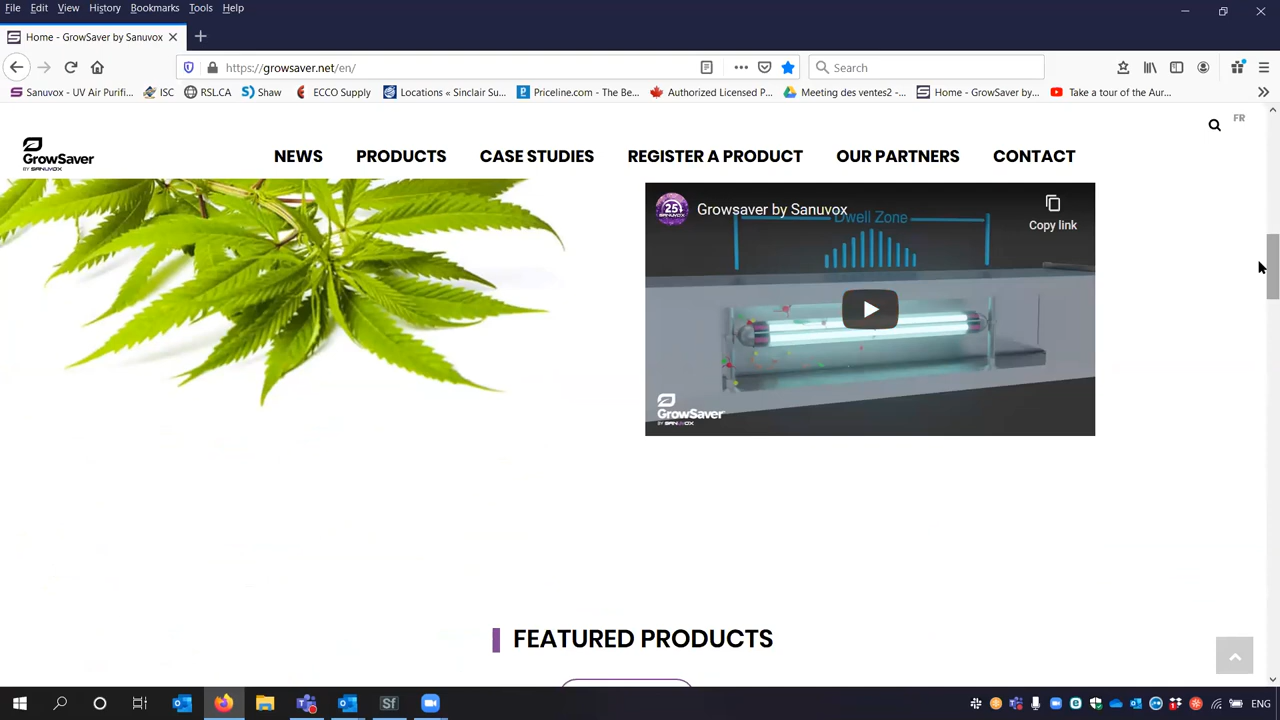 File Edit View History Bookmarks Tools Help
Home - GrowSaver by Sanuvox
https://growsaver.net/en/
Search
Sanuvox - UV Air Purifi... ISC RSL.CA Shaw ECCO Supply Locations « Sinclair Su... Priceline.com - The Be... Authorized Licensed P... Meeting des ventes2 - ... Home - GrowSaver by... Take a tour of the Aur...
FR
GrowSaver
BY SANUVOX
NEWS PRODUCTS CASE STUDIES REGISTER A PRODUCT OUR PARTNERS CONTACT
25
SANUVOX
Growsaver by Sanuvox
Dwell Zone
Copy link
GrowSaver
BY SANUVOX
FEATURED PRODUCTS
Sf
ENG